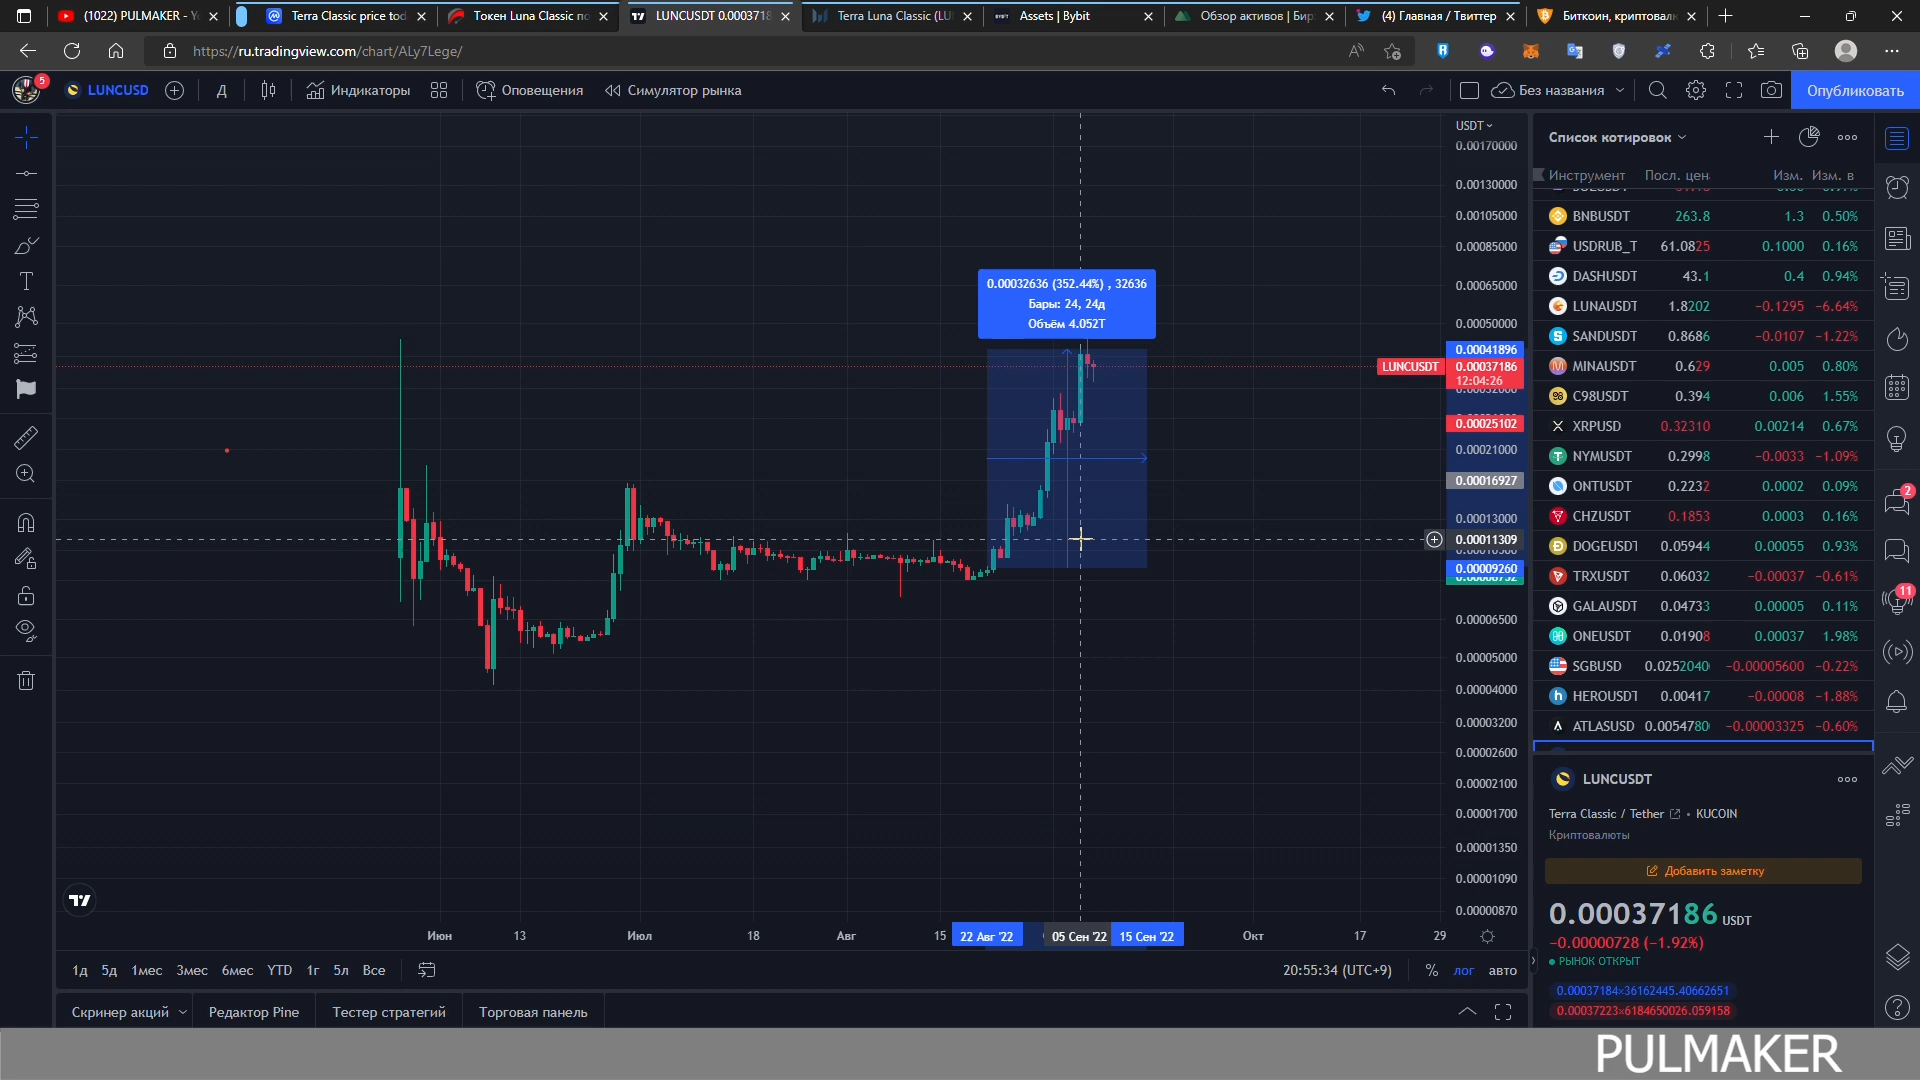 (1022) PULMAKER - Y
Terra Classic price tod
Токен Luna Classic по
LUNCUSDT 0.0003718
Terra Luna Classic (LU
BYBIT Assets | Bybit
Обзор активов | Бир
(4) Главная / Твиттер
Биткоин, криптовал
https://ru.tradingview.com/chart/ALy7Lege/
5
LUNCUSD
Д
Индикаторы
Оповещения
Симулятор рынка
Без названия
Опубликовать
USDT
0.00170000
0.00130000
0.00105000
0.00085000
0.00065000
0.00050000
0.00041896
LUNCUSDT 0.00037186
12:04:26
0.00025102
0.00021000
0.00016927
0.00013000
0.00011309
0.00009260
0.00006500
0.00005000
0.00004000
0.00003200
0.00002600
0.00002100
0.00001700
0.00001350
0.00001090
0.00000870
0.00032636 (352.44%) , 32636
Бары: 24, 24д
Объём 4.052T
Июн 13 Июл 18 Авг 15 22 Авг '22 05 Сен '22 15 Сен '22 Окт 17 29
1д 5д 1мес 3мес 6мес YTD 1г 5л Все
20:55:34 (UTC+9) % лог авто
Скринер акций
Редактор Pine
Тестер стратегий
Торговая панель
Список котировок
Инструмент Посл. цен Изм. Изм. в
BNBUSDT 263.8 1.3 0.50%
USDRUB_T 61.0825 0.1000 0.16%
DASHUSDT 43.1 0.4 0.94%
LUNAUSDT 1.8202 −0.1295 −6.64%
SANDUSDT 0.8686 −0.0107 −1.22%
MINAUSDT 0.629 0.005 0.80%
C98USDT 0.394 0.006 1.55%
XRPUSD 0.32310 0.00214 0.67%
NYMUSDT 0.2998 −0.0033 −1.09%
ONTUSDT 0.2232 0.0002 0.09%
CHZUSDT 0.1853 0.0003 0.16%
DOGEUSDT 0.05944 0.00055 0.93%
TRXUSDT 0.06032 −0.00037 −0.61%
GALAUSDT 0.04733 0.00005 0.11%
ONEUSDT 0.01908 0.00037 1.98%
SGBUSD 0.0252040 −0.00005600 −0.22%
HEROUSDT 0.00417 −0.00008 −1.88%
ATLASUSD 0.0054780 −0.00003325 −0.60%
LUNCUSDT
Terra Classic / Tether • KUCOIN
Криптовалюты
Добавить заметку
0.00037186 USDT
−0.00000728 (−1.92%)
РЫНОК ОТКРЫТ
0.00037184×36162445.40662651
0.00037223×6184650026.059158
2
11
PULMAKER